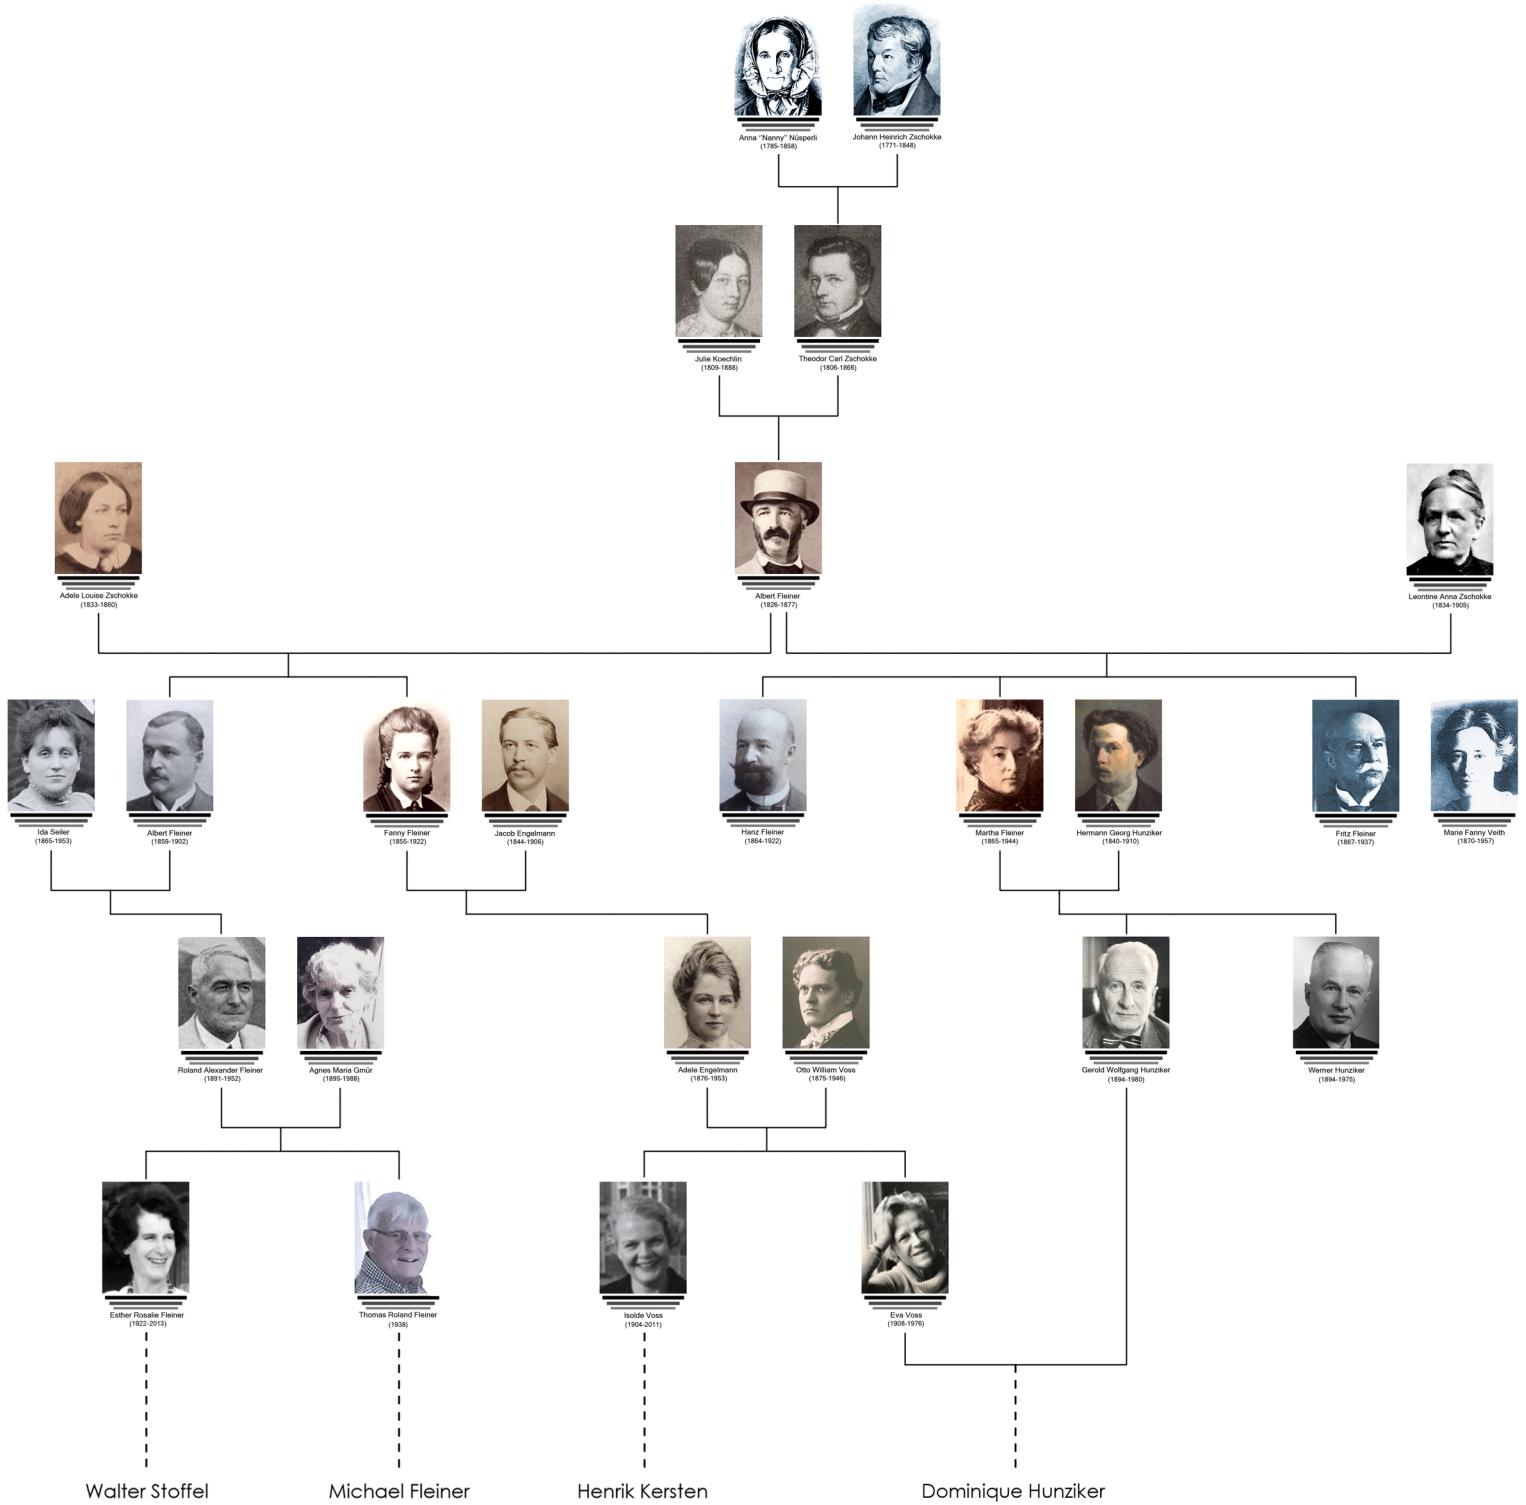 Anna "Nanny" Nüsperli
(1785-1858)
Johann Heinrich Zschokke
(1771-1848)
Julie Koechlin
(1809-1888)
Theodor Carl Zschokke
(1806-1866)
Adele Louise Zschokke
(1833-1860)
Albert Fleiner
(1826-1877)
Leontine Anna Zschokke
(1834-1905)
Ida Seiler
(1865-1953)
Albert Fleiner
(1859-1902)
Fanny Fleiner
(1855-1922)
Jacob Engelmann
(1844-1906)
Hanz Fleiner
(1864-1922)
Martha Fleiner
(1865-1944)
Hermann Georg Hunziker
(1840-1910)
Fritz Fleiner
(1867-1937)
Marie Fanny Veith
(1870-1957)
Roland Alexander Fleiner
(1891-1952)
Agnes Maria Gmür
(1895-1988)
Adele Engelmann
(1876-1953)
Otto William Voss
(1875-1946)
Gerold Wolfgang Hunziker
(1894-1980)
Werner Hunziker
(1894-1975)
Esther Rosalie Fleiner
(1922-2013)
Thomas Roland Fleiner
(1938)
Isolde Voss
(1904-2011)
Eva Voss
(1908-1976)
Walter Stoffel
Michael Fleiner
Henrik Kersten
Dominique Hunziker